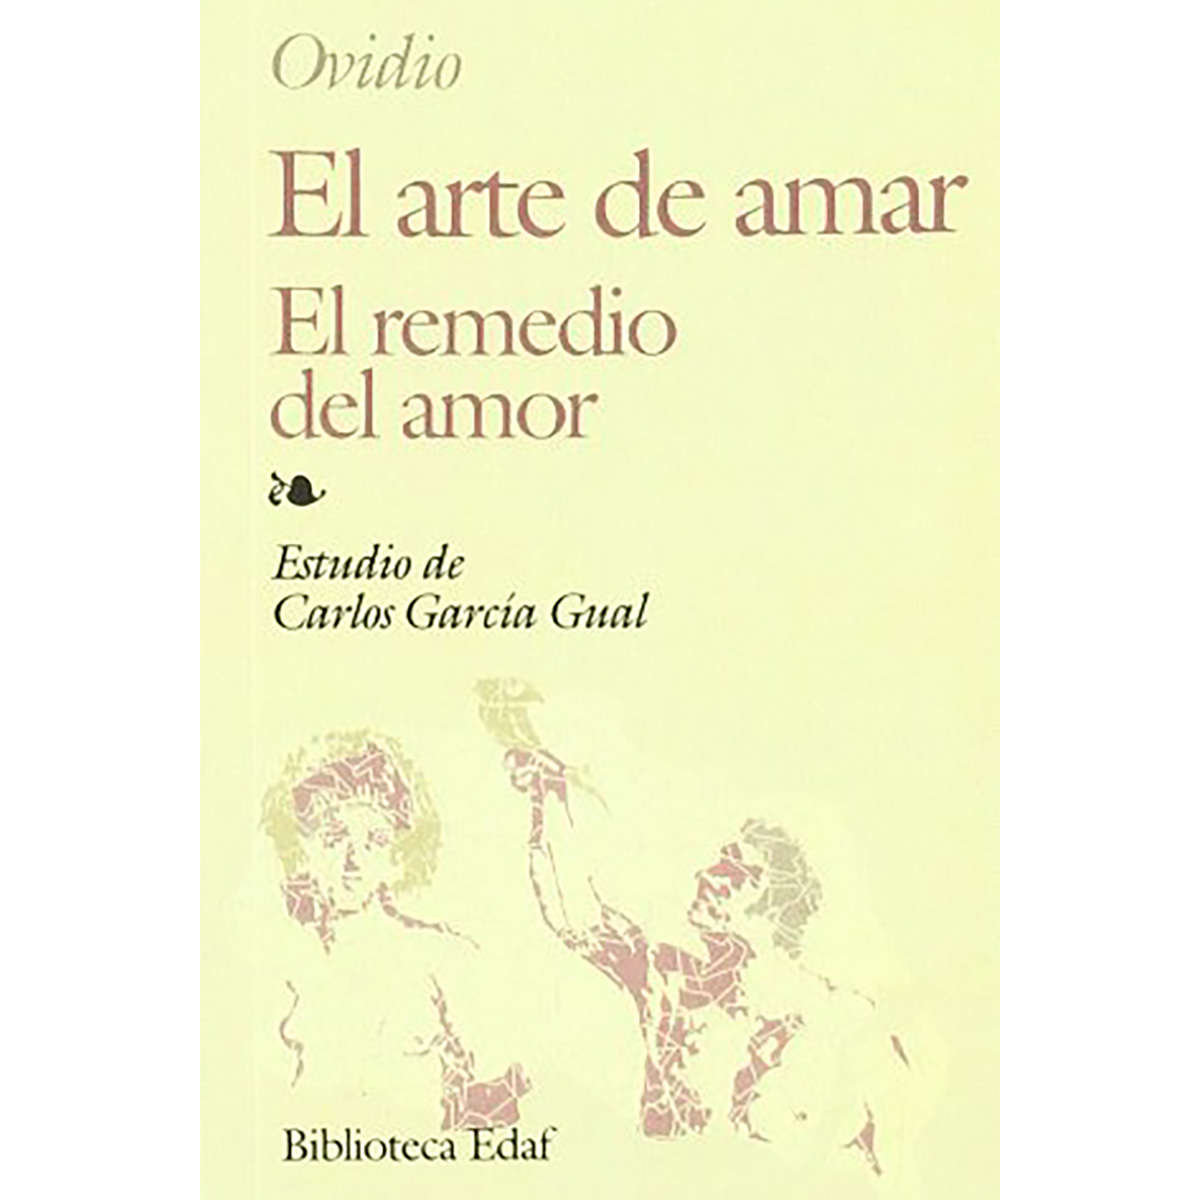 Ovidio
El arte de amar
El remedio
del amor
Estudio de
Carlos García Gual
Biblioteca Edaf